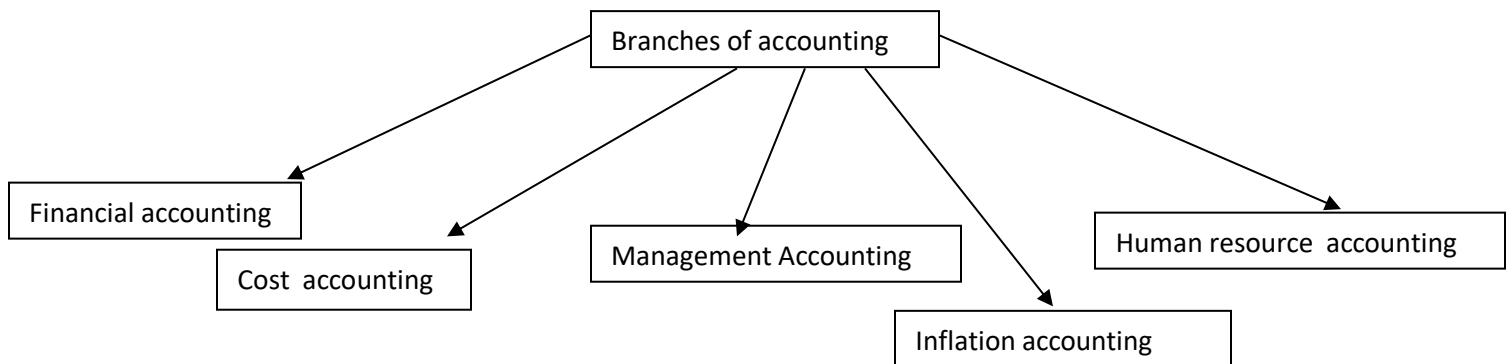 Branches of accounting
Financial accounting
Cost  accounting
Management Accounting
Inflation accounting
Human resource  accounting